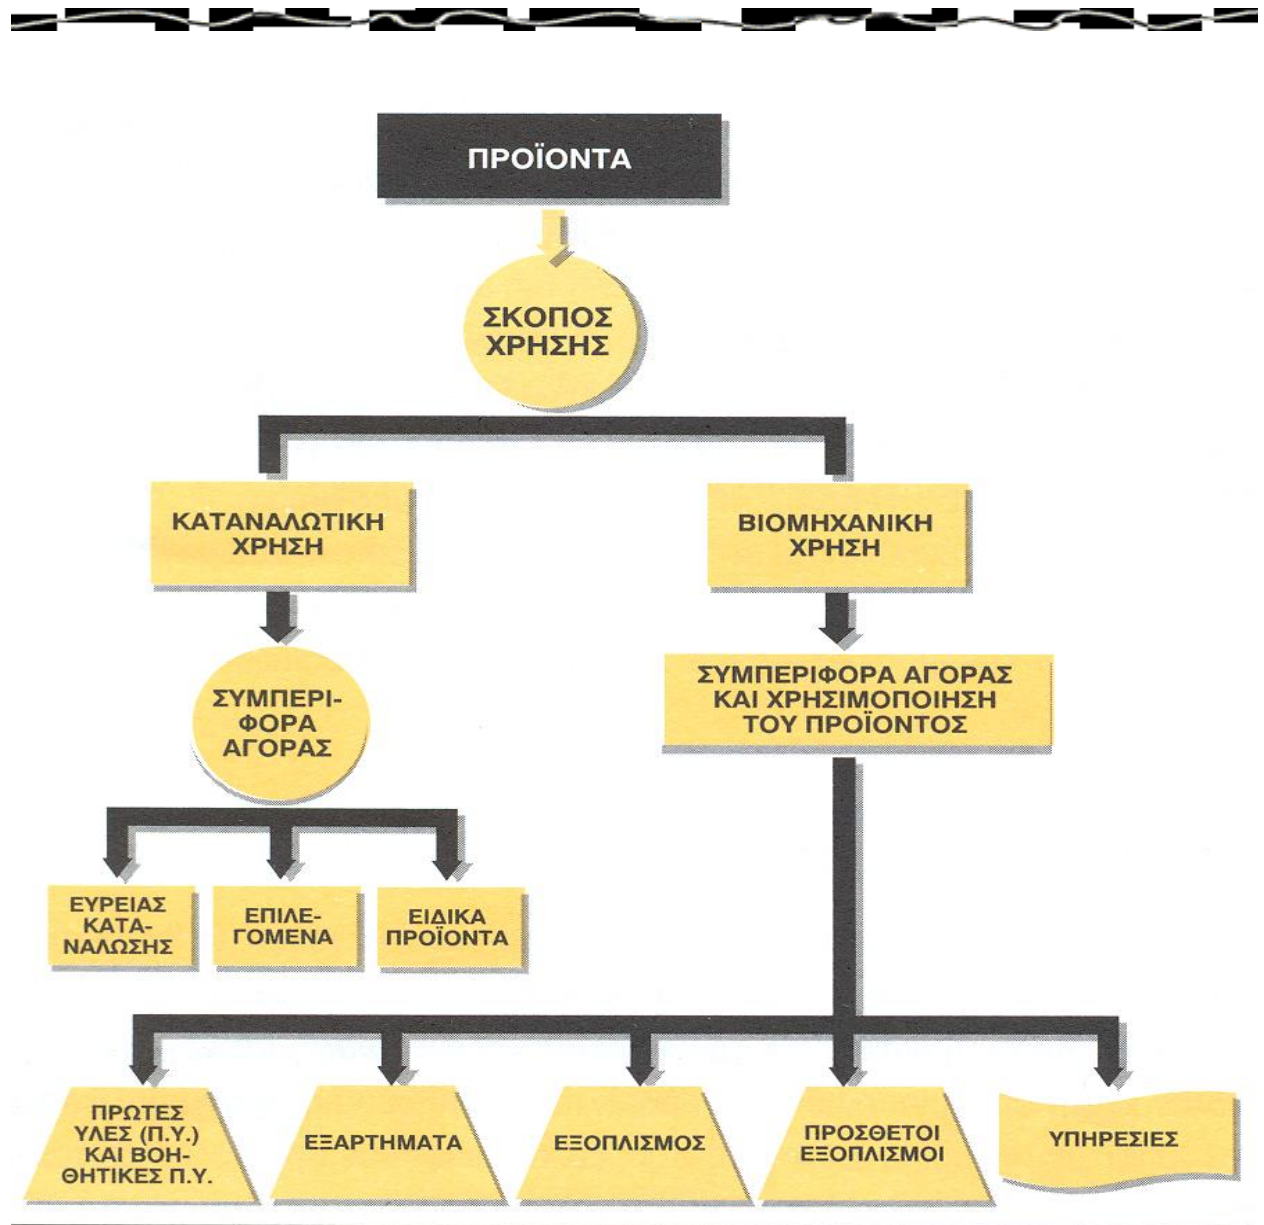 ΠΡΟΪΟΝΤΑ
ΣΚΟΠΟΣ
ΧΡΗΣΗΣ
ΚΑΤΑΝΑΛΩΤΙΚΗ
ΧΡΗΣΗ
ΒΙΟΜΗΧΑΝΙΚΗ
ΧΡΗΣΗ
ΣΥΜΠΕΡΙ-
ΦΟΡΑ
ΑΓΟΡΑΣ
ΣΥΜΠΕΡΙΦΟΡΑ ΑΓΟΡΑΣ
ΚΑΙ ΧΡΗΣΙΜΟΠΟΙΗΣΗ
ΤΟΥ ΠΡΟΪΟΝΤΟΣ
ΕΥΡΕΙΑΣ
ΚΑΤΑ-
ΝΑΛΩΣΗΣ
ΕΠΙΛΕ-
ΓΟΜΕΝΑ
ΕΙΔΙΚΑ
ΠΡΟΪΟΝΤΑ
ΠΡΩΤΕΣ
ΥΛΕΣ (Π.Υ.)
ΚΑΙ ΒΟΗ-
ΘΗΤΙΚΕΣ Π.Υ.
ΕΞΑΡΤΗΜΑΤΑ
ΕΞΟΠΛΙΣΜΟΣ
ΠΡΟΣΘΕΤΟΙ
ΕΞΟΠΛΙΣΜΟΙ
ΥΠΗΡΕΣΙΕΣ